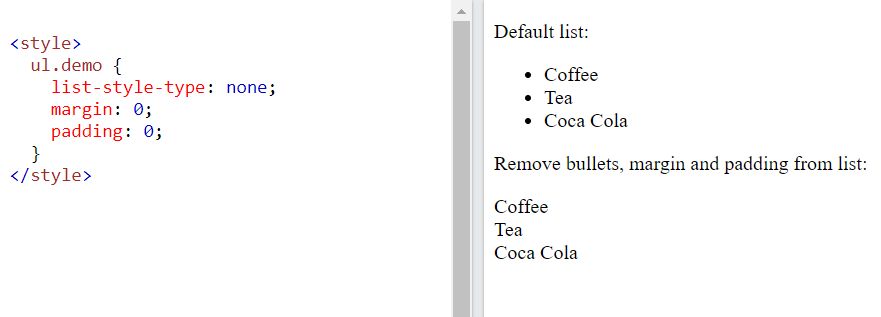 <style>
ul.demo {
list-style-type: none;
margin: 0;
padding: 0;
}
</style>
Default list:
• Coffee
• Tea
• Coca Cola
Remove bullets, margin and padding from list:
Coffee
Tea
Coca Cola